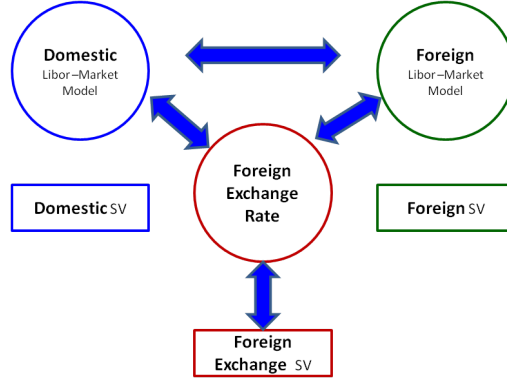 Domestic
Libor–Market
Model
Foreign
Libor–Market
Model
Foreign
Exchange
Rate
Domestic SV
Foreign SV
Foreign
Exchange SV